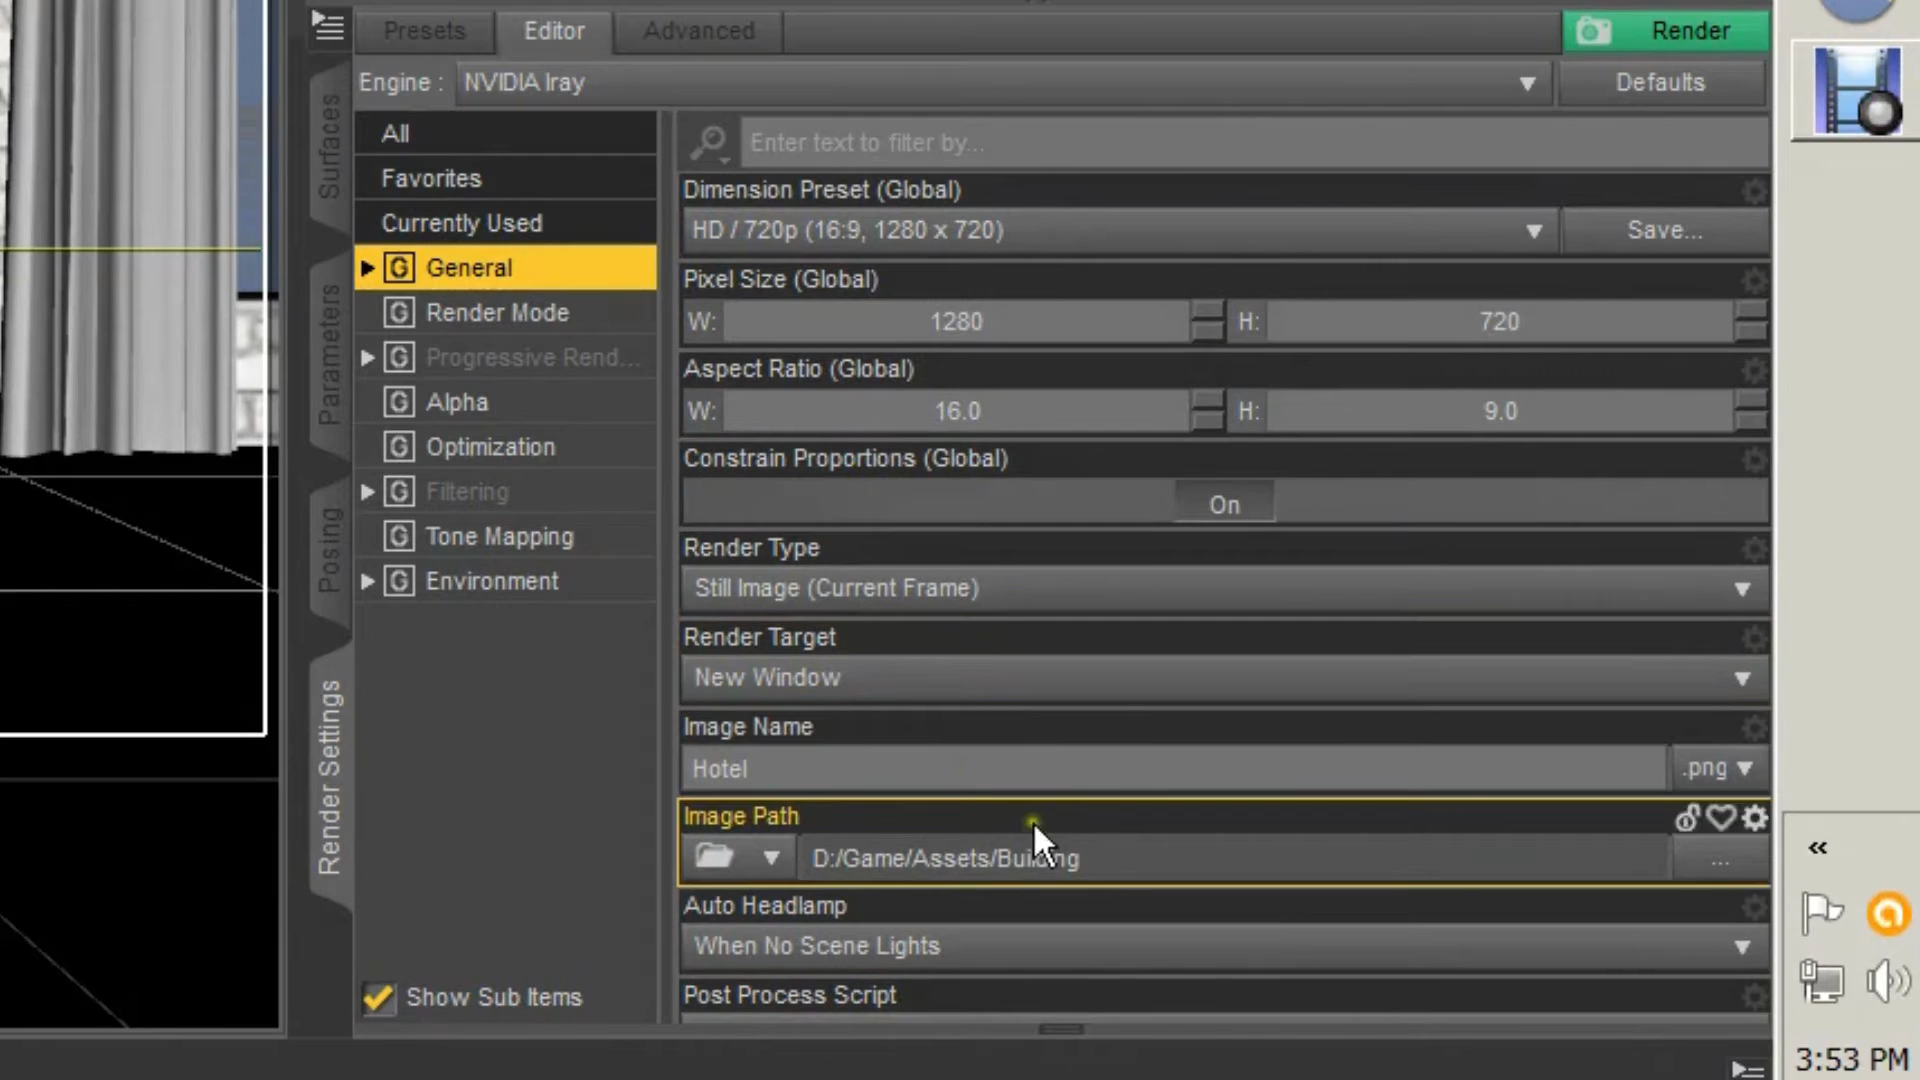 Presets
Editor
Advanced
Render
Engine :
NVIDIA Iray
Defaults
All
Favorites
Currently Used
G General
G Render Mode
G Progressive Rend...
G Alpha
G Optimization
G Filtering
G Tone Mapping
G Environment
Show Sub Items
Surfaces
Parameters
Posing
Render Settings
Enter text to filter by...
Dimension Preset (Global)
HD / 720p (16:9, 1280 x 720)
Save...
Pixel Size (Global)
W: 1280 H: 720
Aspect Ratio (Global)
W: 16.0 H: 9.0
Constrain Proportions (Global)
On
Render Type
Still Image (Current Frame)
Render Target
New Window
Image Name
Hotel
.png
Image Path
D:/Game/Assets/Building
...
Auto Headlamp
When No Scene Lights
Post Process Script
«
3:53 PM